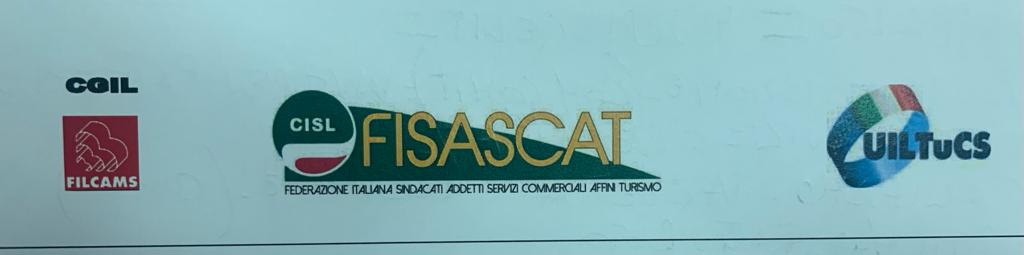 CGIL
FILCAMS
CISL
FISASCAT
FEDERAZIONE ITALIANA SINDACATI ADDETTI SERVIZI COMMERCIALI AFFINI TURISMO
UILTuCS